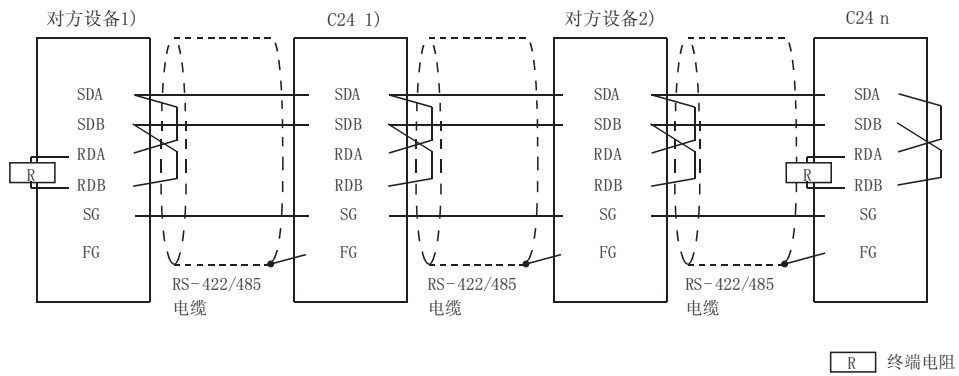 对方设备1) C24 1) 对方设备2) C24 n
SDA SDA SDA SDA
SDB SDB SDB SDB
RDA RDA RDA RDA
R R
RDB RDB RDB RDB
SG SG SG SG
FG FG FG FG
RS-422/485 RS-422/485 RS-422/485
电缆 电缆 电缆
R 终端电阻